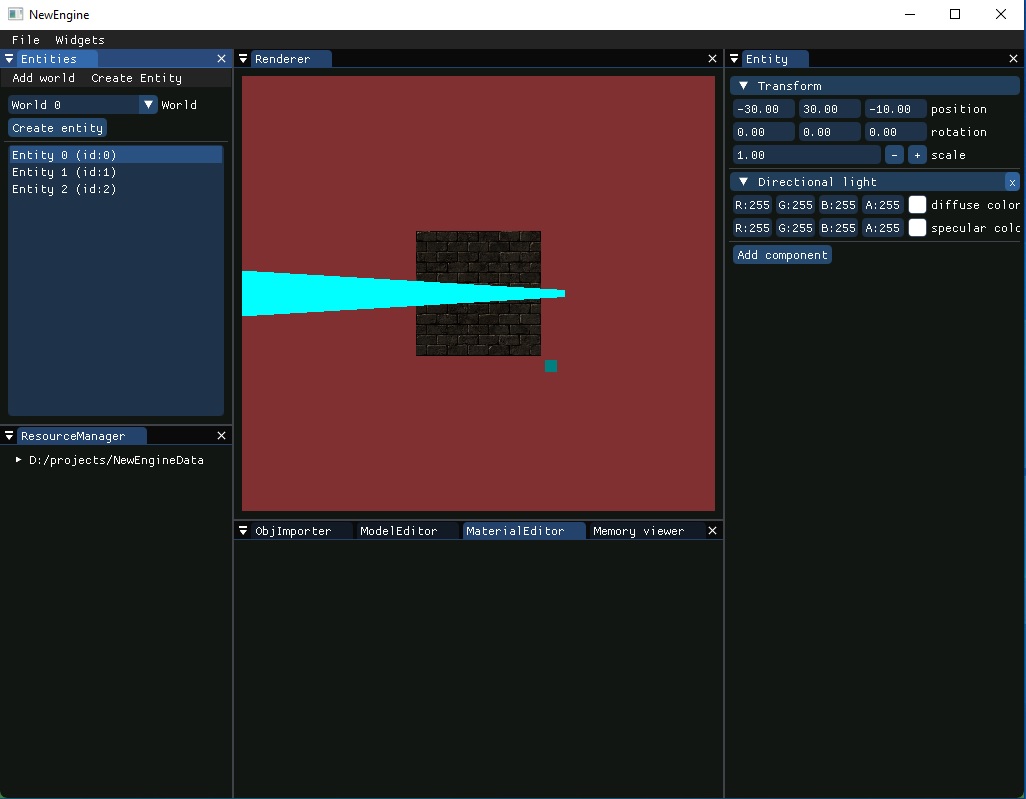 NewEngine
File Widgets
Entities
Add world Create Entity
World 0 World
Create entity
Entity 0 (id:0)
Entity 1 (id:1)
Entity 2 (id:2)
ResourceManager
D:/projects/NewEngineData
Renderer
ObjImporter ModelEditor MaterialEditor Memory viewer
Entity
Transform
-30.00 30.00 -10.00 position
0.00 0.00 0.00 rotation
1.00 - + scale
Directional light x
R:255 G:255 B:255 A:255 diffuse color
R:255 G:255 B:255 A:255 specular colo
Add component